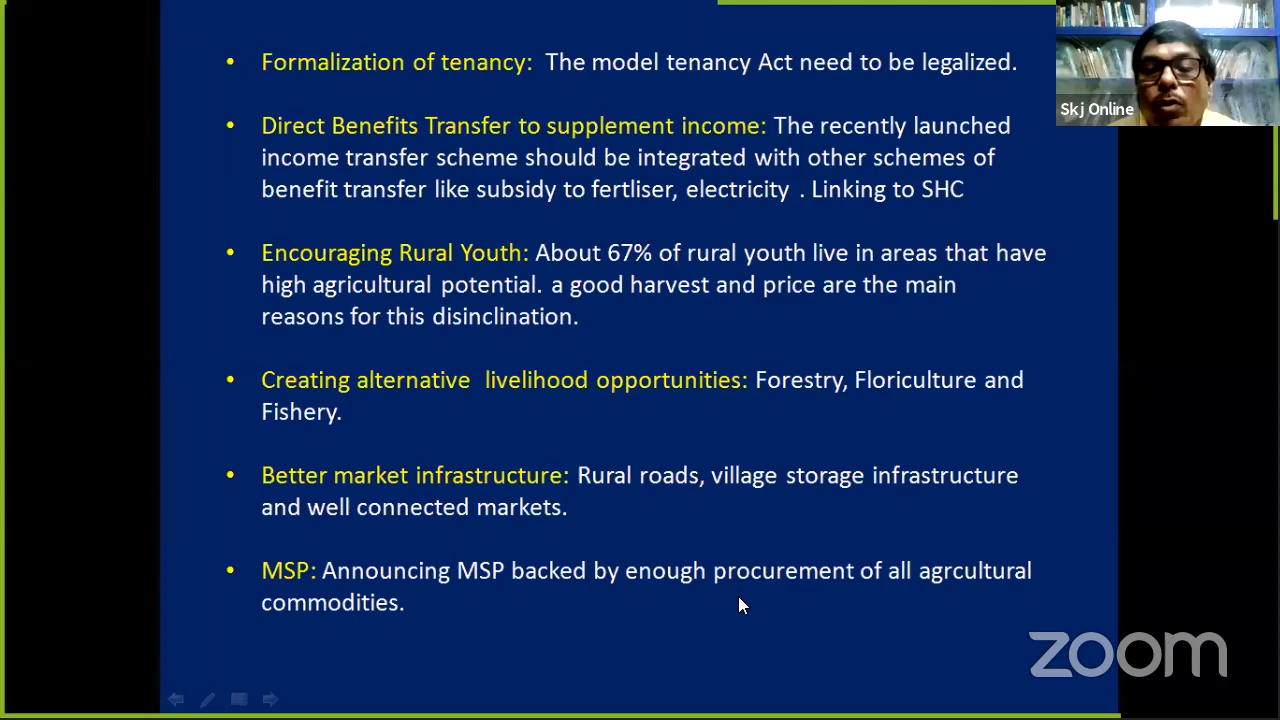 • Formalization of tenancy: The model tenancy Act need to be legalized.
• Direct Benefits Transfer to supplement income: The recently launched
income transfer scheme should be integrated with other schemes of
benefit transfer like subsidy to fertliser, electricity . Linking to SHC
• Encouraging Rural Youth: About 67% of rural youth live in areas that have
high agricultural potential. a good harvest and price are the main
reasons for this disinclination.
• Creating alternative livelihood opportunities: Forestry, Floriculture and
Fishery.
• Better market infrastructure: Rural roads, village storage infrastructure
and well connected markets.
• MSP: Announcing MSP backed by enough procurement of all agrcultural
commodities.
Skj Online
zoom